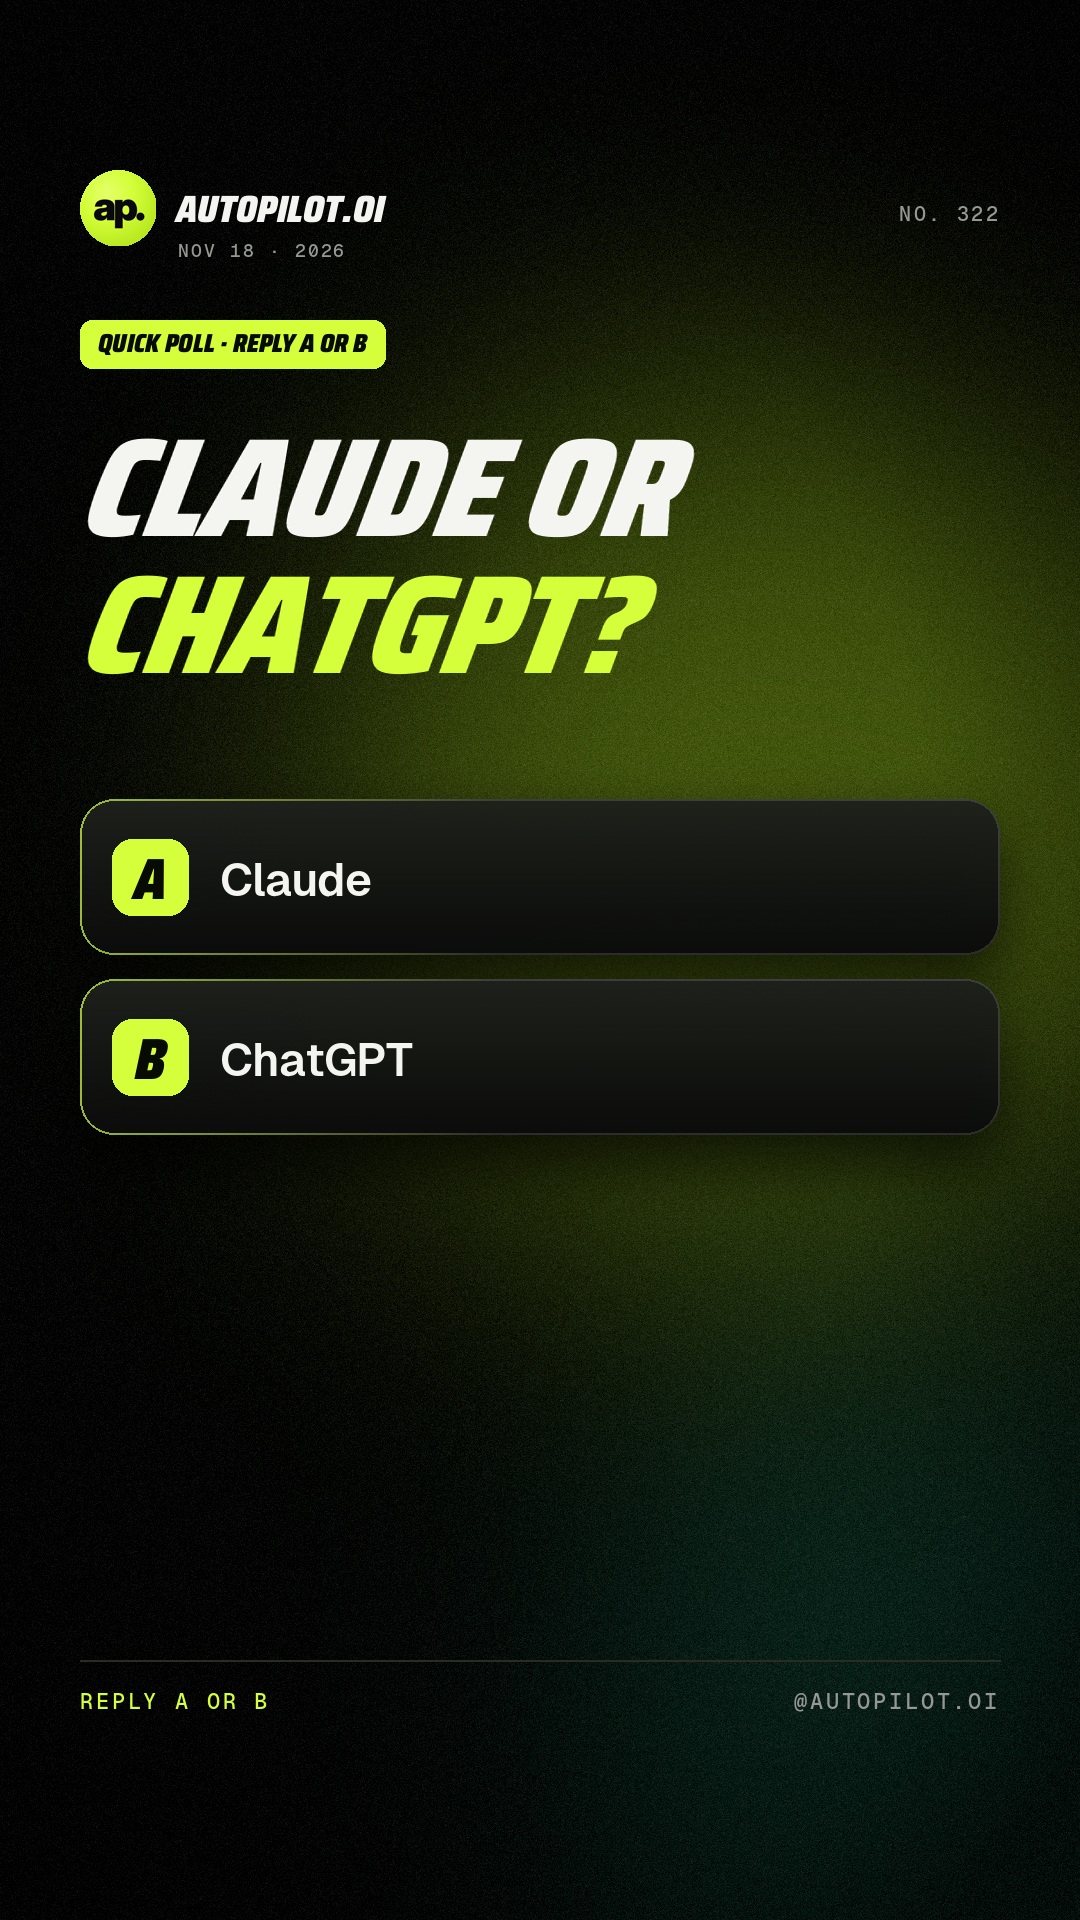 ap.
AUTOPILOT.OI
NO. 322
NOV 18 · 2026
QUICK POLL · REPLY A OR B
CLAUDE OR
CHATGPT?
A Claude
B ChatGPT
REPLY A OR B
@AUTOPILOT.OI